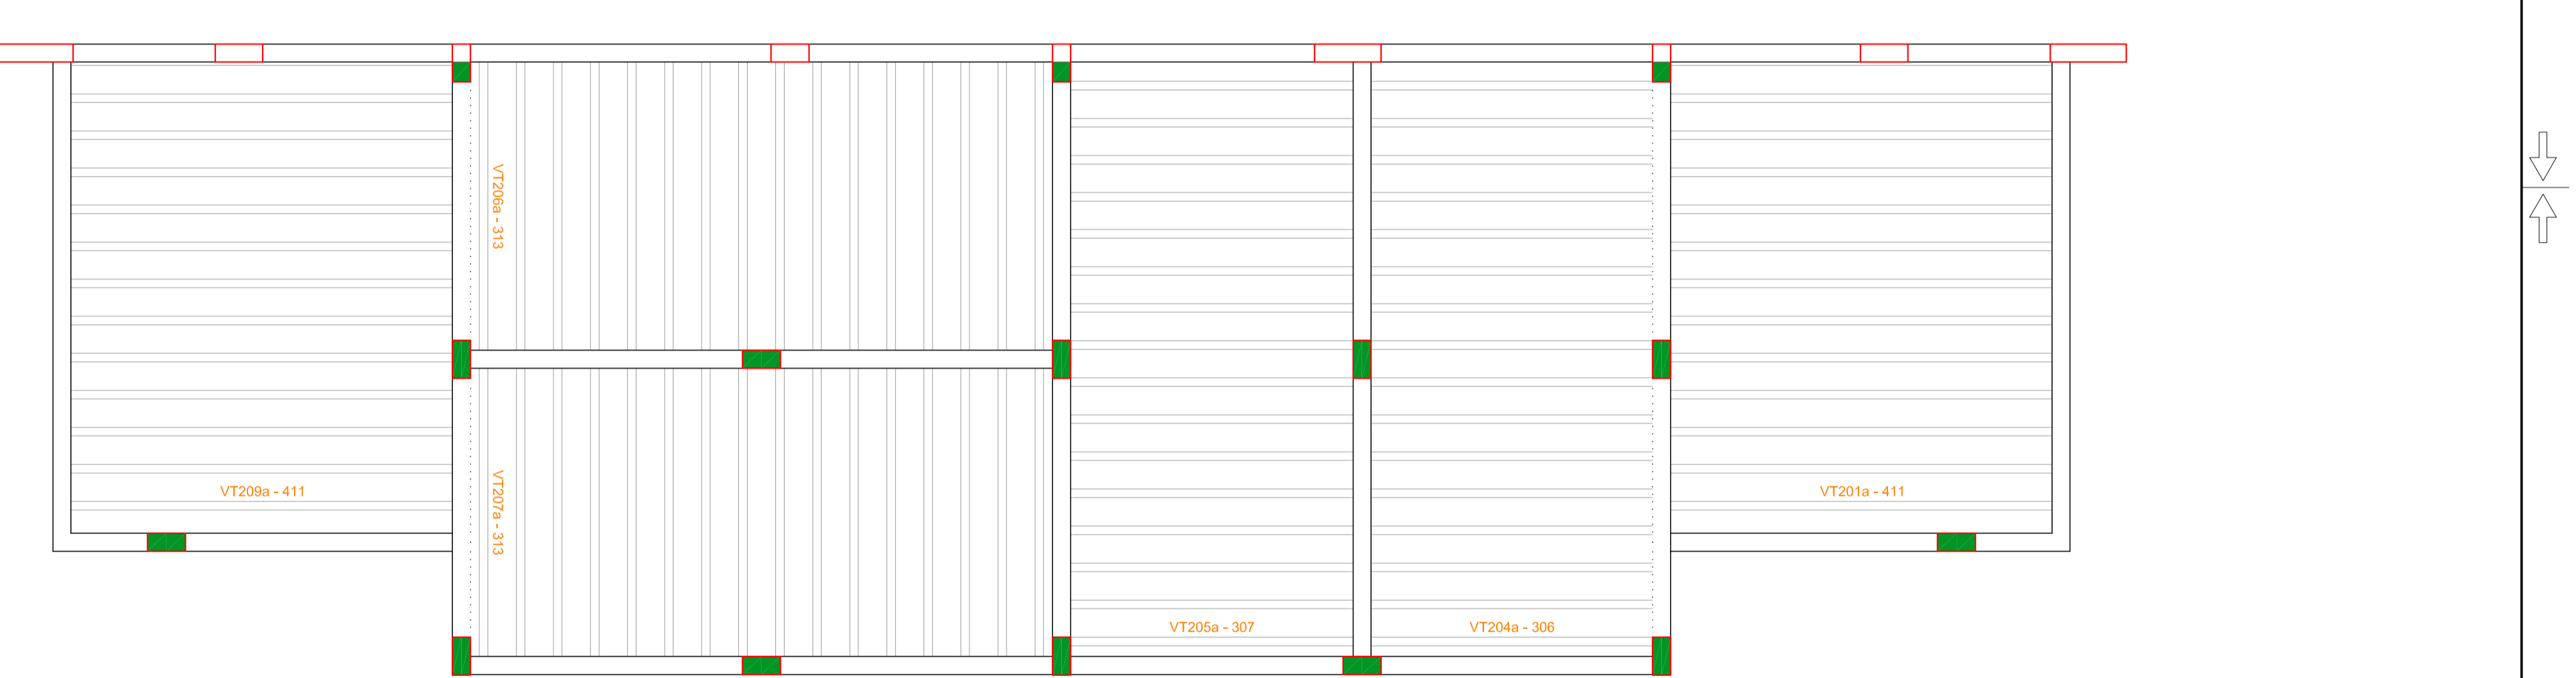 VT206a - 313
VT209a - 411
VT207a - 313
VT201a - 411
VT205a - 307
VT204a - 306